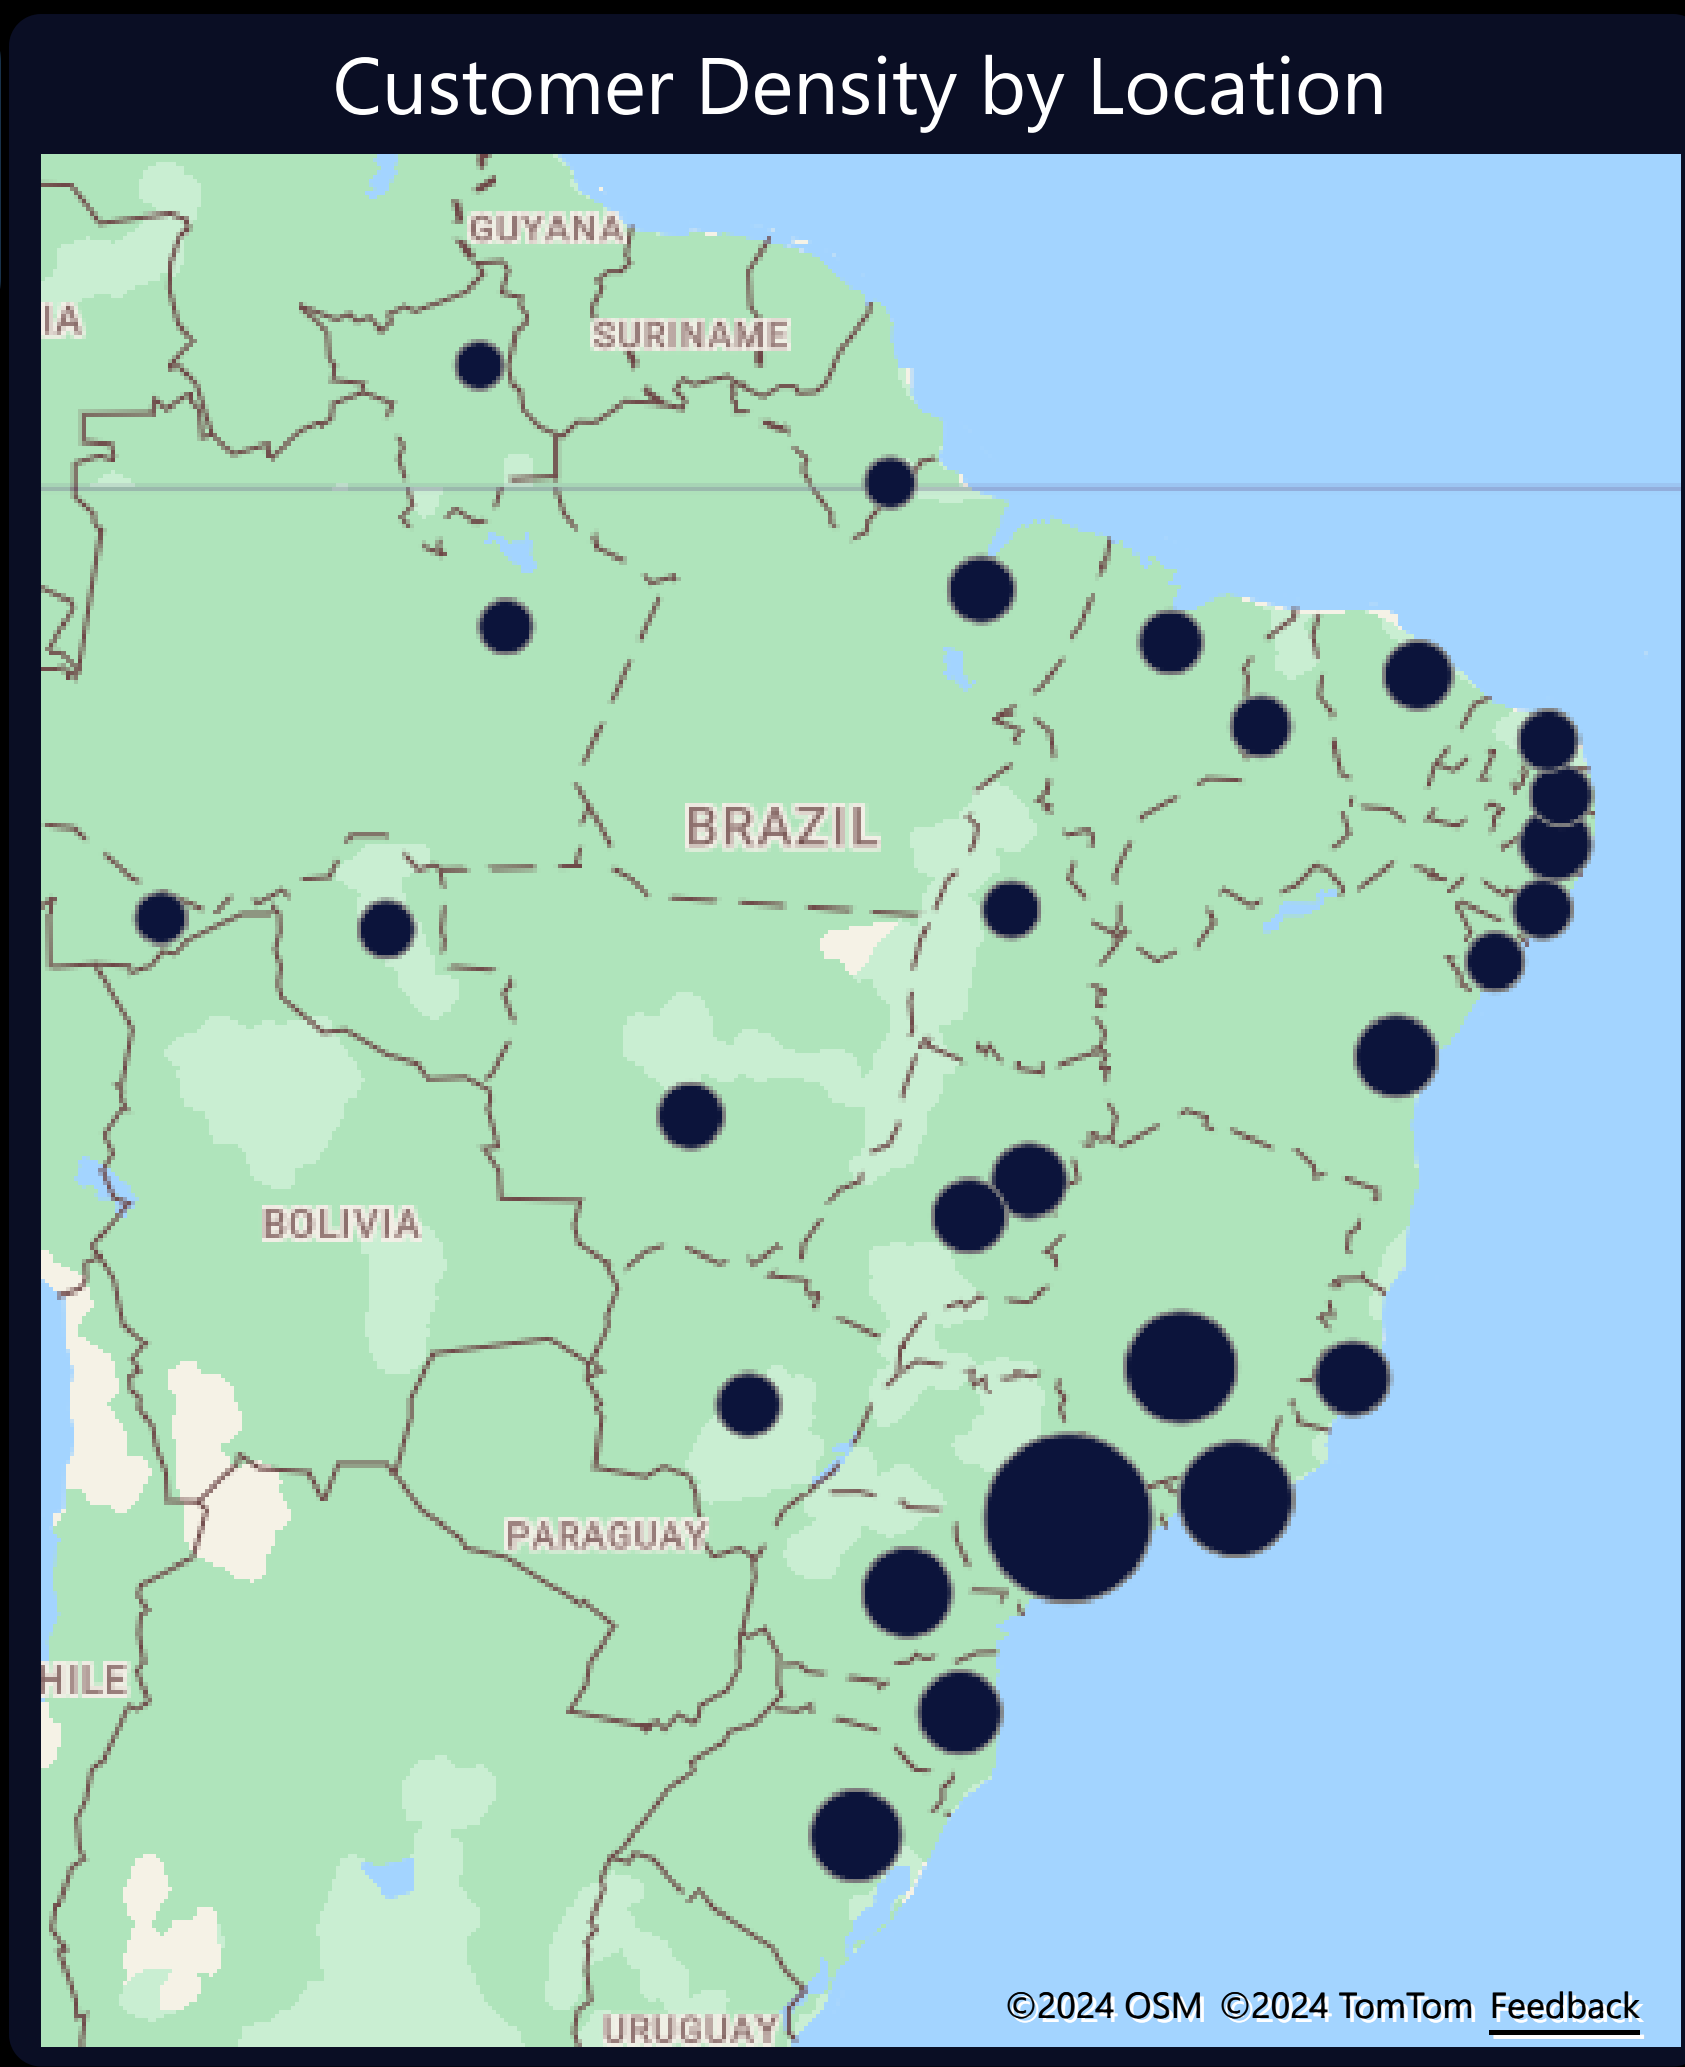 Customer Density by Location
GUYANA
IA
SURINAME
BRAZIL
BOLIVIA
PARAGUAY
HILE
URUGUAY
©2024 OSM ©2024 TomTom Feedback